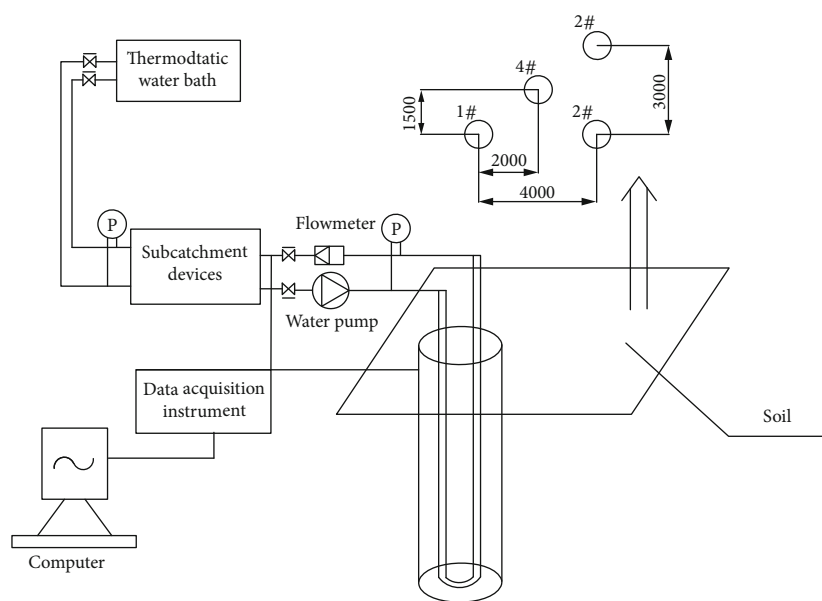 2#
Thermodtatic
water bath
4#
3000
1500
1#
2#
2000
4000
P
P
Flowmeter
Subcatchment
devices
Water pump
Data acquisition
instrument
Soil
Computer